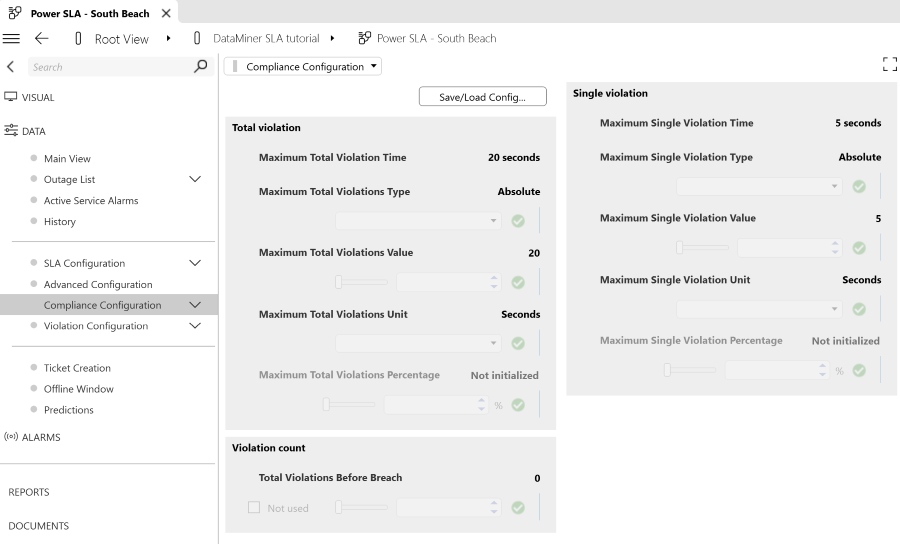 Power SLA - South Beach
Root View
DataMiner SLA tutorial
Power SLA - South Beach
Search
VISUAL
DATA
Main View
Outage List
Active Service Alarms
History
SLA Configuration
Advanced Configuration
Compliance Configuration
Violation Configuration
Ticket Creation
Offline Window
Predictions
ALARMS
REPORTS
DOCUMENTS
Compliance Configuration
Save/Load Config...
Total violation
Maximum Total Violation Time 20 seconds
Maximum Total Violations Type Absolute
Maximum Total Violations Value 20
Maximum Total Violations Unit Seconds
Maximum Total Violations Percentage Not initialized
%
Violation count
Total Violations Before Breach 0
Not used
Single violation
Maximum Single Violation Time 5 seconds
Maximum Single Violation Type Absolute
Maximum Single Violation Value 5
Maximum Single Violation Unit Seconds
Maximum Single Violation Percentage Not initialized
%